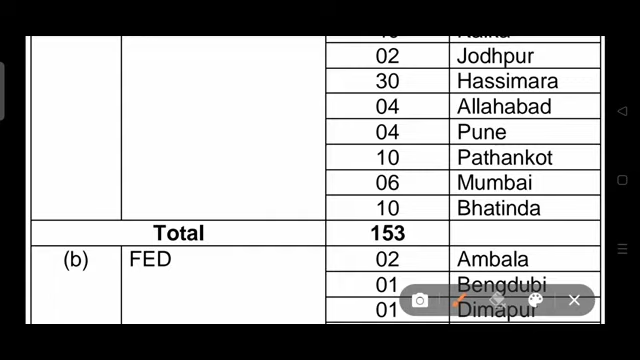 02 Jodhpur
30 Hassimara
04 Allahabad
04 Pune
10 Pathankot
06 Mumbai
10 Bhatinda
Total 153
(b) FED 02 Ambala
01 Bengdubi
01 Dimapur